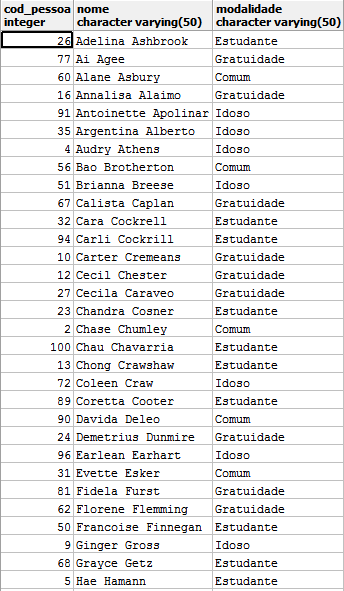 cod_pessoa nome modalidade
integer character varying(50) character varying(50)
26 Adelina Ashbrook Estudante
77 Ai Agee Gratuidade
60 Alane Asbury Comum
16 Annalisa Alaimo Gratuidade
91 Antoinette Apolinar Idoso
35 Argentina Alberto Idoso
4 Audry Athens Idoso
56 Bao Brotherton Comum
51 Brianna Breese Idoso
67 Calista Caplan Gratuidade
32 Cara Cockrell Estudante
94 Carli Cockrill Estudante
10 Carter Cremeans Gratuidade
12 Cecil Chester Gratuidade
27 Cecila Caraveo Gratuidade
23 Chandra Cosner Estudante
2 Chase Chumley Comum
100 Chau Chavarria Estudante
13 Chong Crawshaw Estudante
72 Coleen Craw Idoso
89 Coretta Cooter Estudante
90 Davida Deleo Comum
24 Demetrius Dunmire Gratuidade
96 Earlean Earhart Idoso
31 Evette Esker Comum
81 Fidela Furst Gratuidade
62 Florene Flemming Gratuidade
50 Francoise Finnegan Estudante
9 Ginger Gross Idoso
68 Grayce Getz Estudante
5 Hae Hamann Estudante